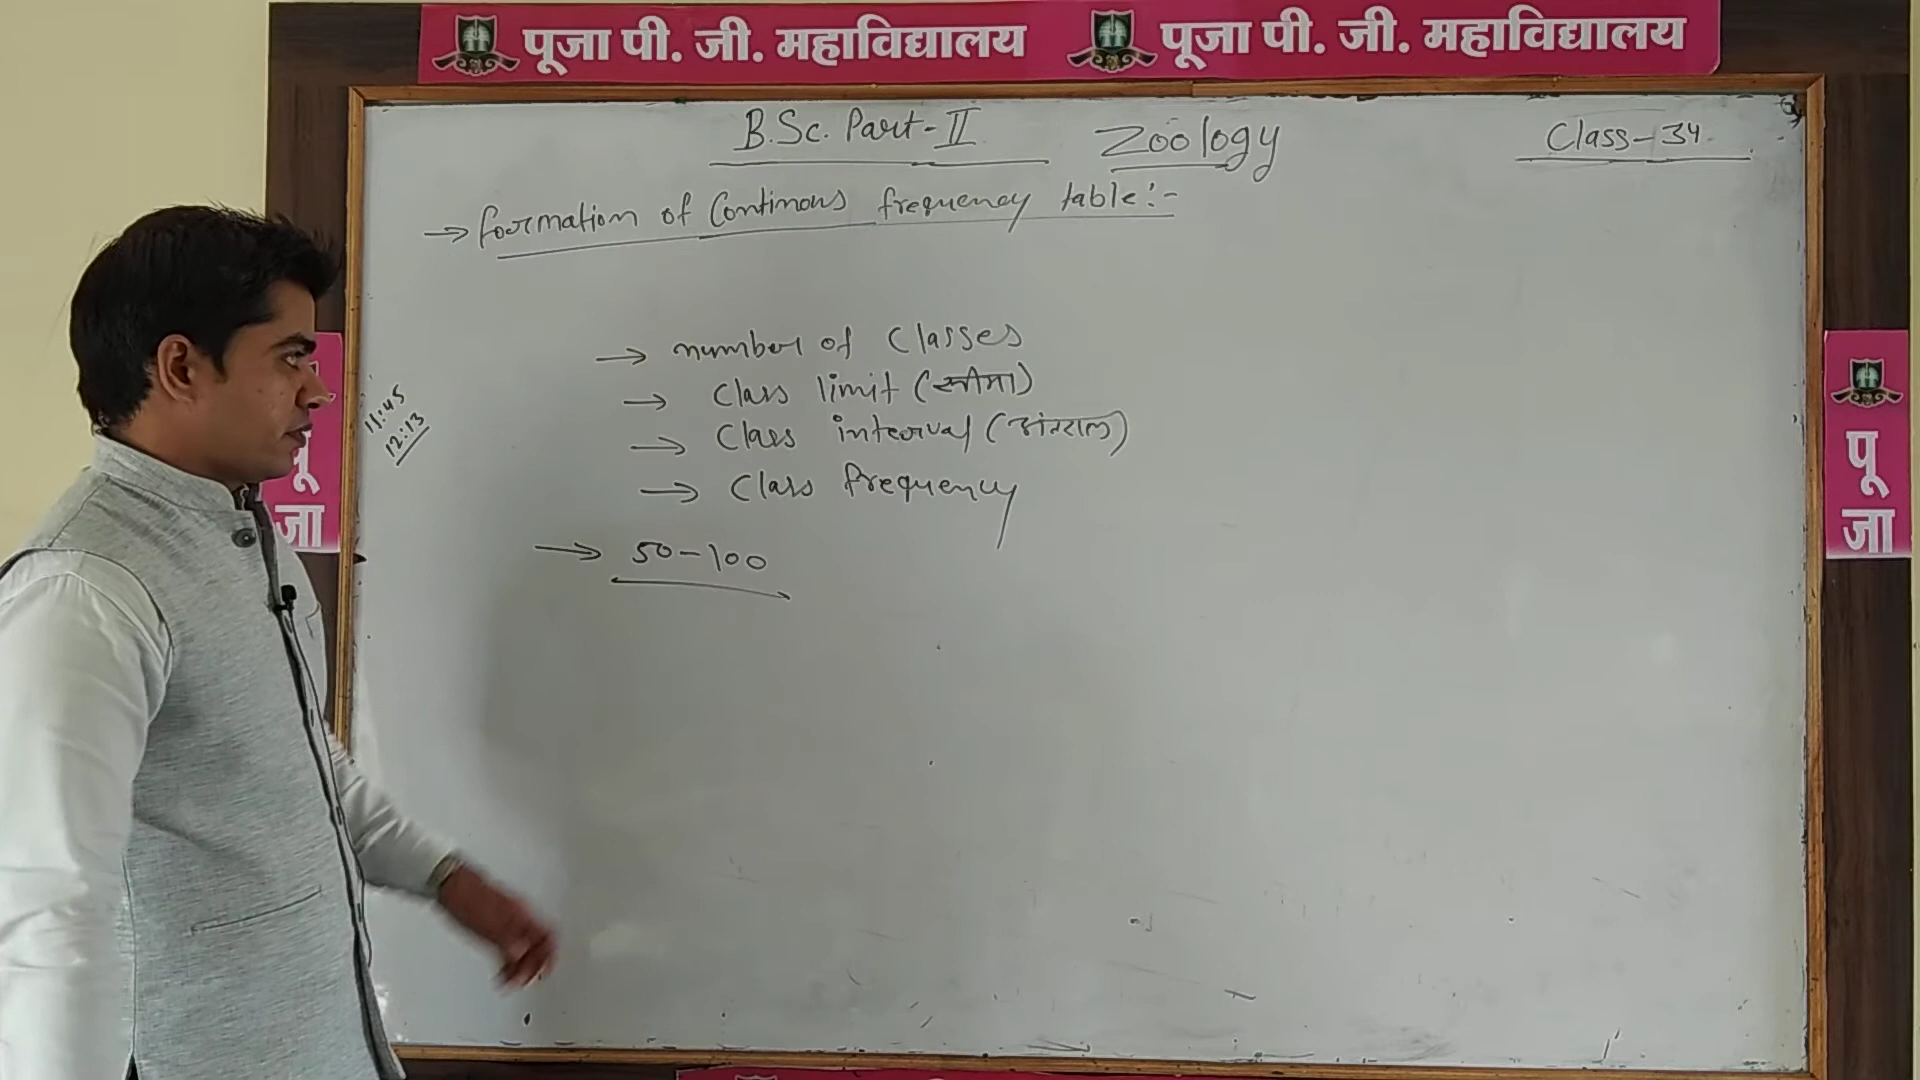 पूजा पी. जी. महाविद्यालय पूजा पी. जी. महाविद्यालय
B.Sc. Part-II Zoology Class-34
→ formation of Continous frequency table:-
→ number of Classes
→ Class limit (सीमा)
→ Class interval (अंतराल)
→ Class frequency
→ 50-100
11:45
12:13
पू
जा
पू
जा